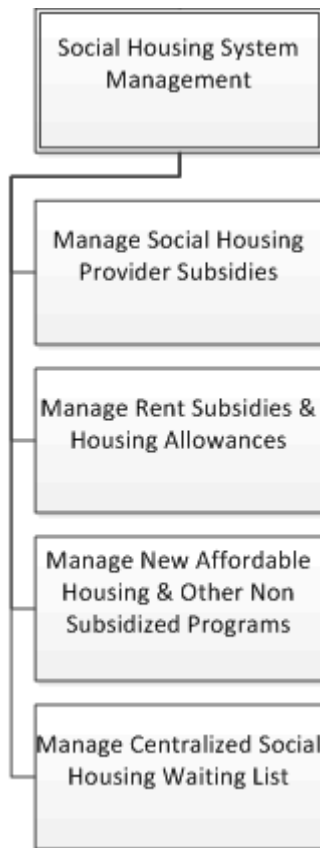 Social Housing System
Management
Manage Social Housing
Provider Subsidies
Manage Rent Subsidies &
Housing Allowances
Manage New Affordable
Housing & Other Non
Subsidized Programs
Manage Centralized Social
Housing Waiting List